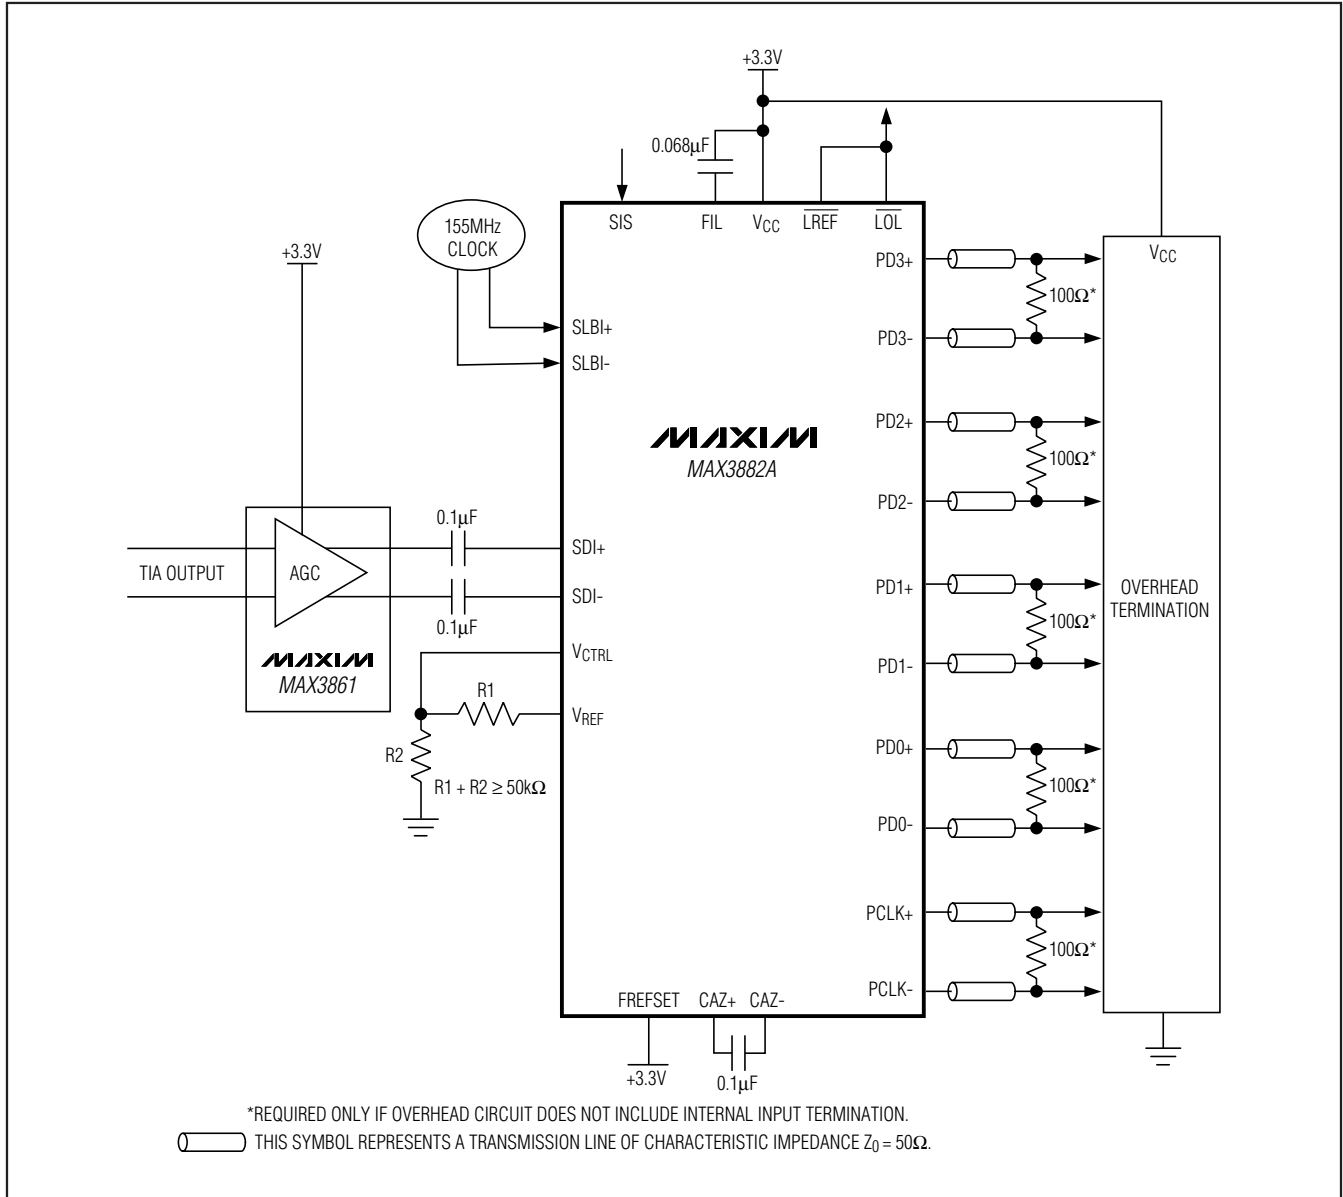 +3.3V
0.068μF
SIS
FIL
VCC
LREF
LOL
155MHz
CLOCK
+3.3V
PD3+
VCC
100Ω*
SLBI+
PD3-
SLBI-
PD2+
MAXIM
MAX3882A
100Ω*
PD2-
0.1μF
SDI+
TIA OUTPUT
AGC
SDI-
0.1μF
PD1+
OVERHEAD
TERMINATION
100Ω*
MAXIM
MAX3861
VCTRL
PD1-
R1
VREF
R2
R1 + R2 ≥ 50kΩ
PD0+
100Ω*
PD0-
PCLK+
100Ω*
PCLK-
FREFSET
CAZ+
CAZ-
+3.3V
0.1μF
*REQUIRED ONLY IF OVERHEAD CIRCUIT DOES NOT INCLUDE INTERNAL INPUT TERMINATION.
THIS SYMBOL REPRESENTS A TRANSMISSION LINE OF CHARACTERISTIC IMPEDANCE Z0 = 50Ω.